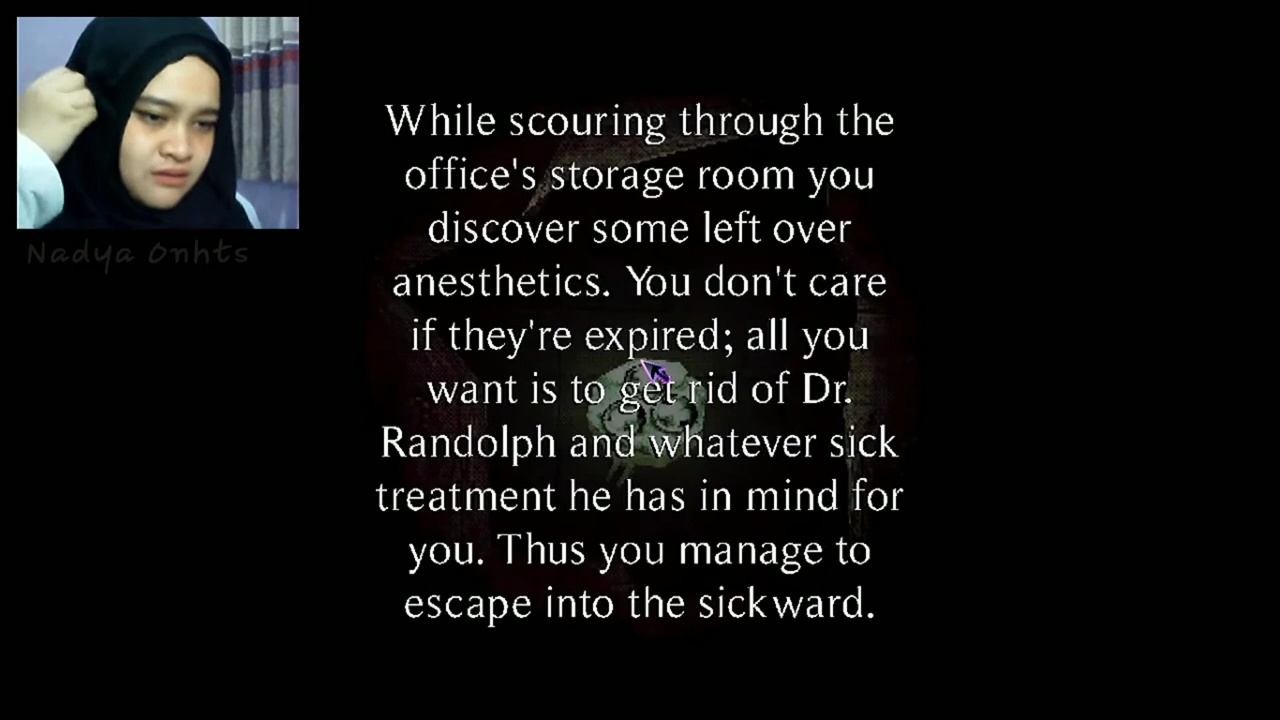 While scouring through the
office's storage room you
discover some left over
anesthetics. You don't care
if they're expired; all you
want is to get rid of Dr.
Randolph and whatever sick
treatment he has in mind for
you. Thus you manage to
escape into the sickward.
Nadya Onhts